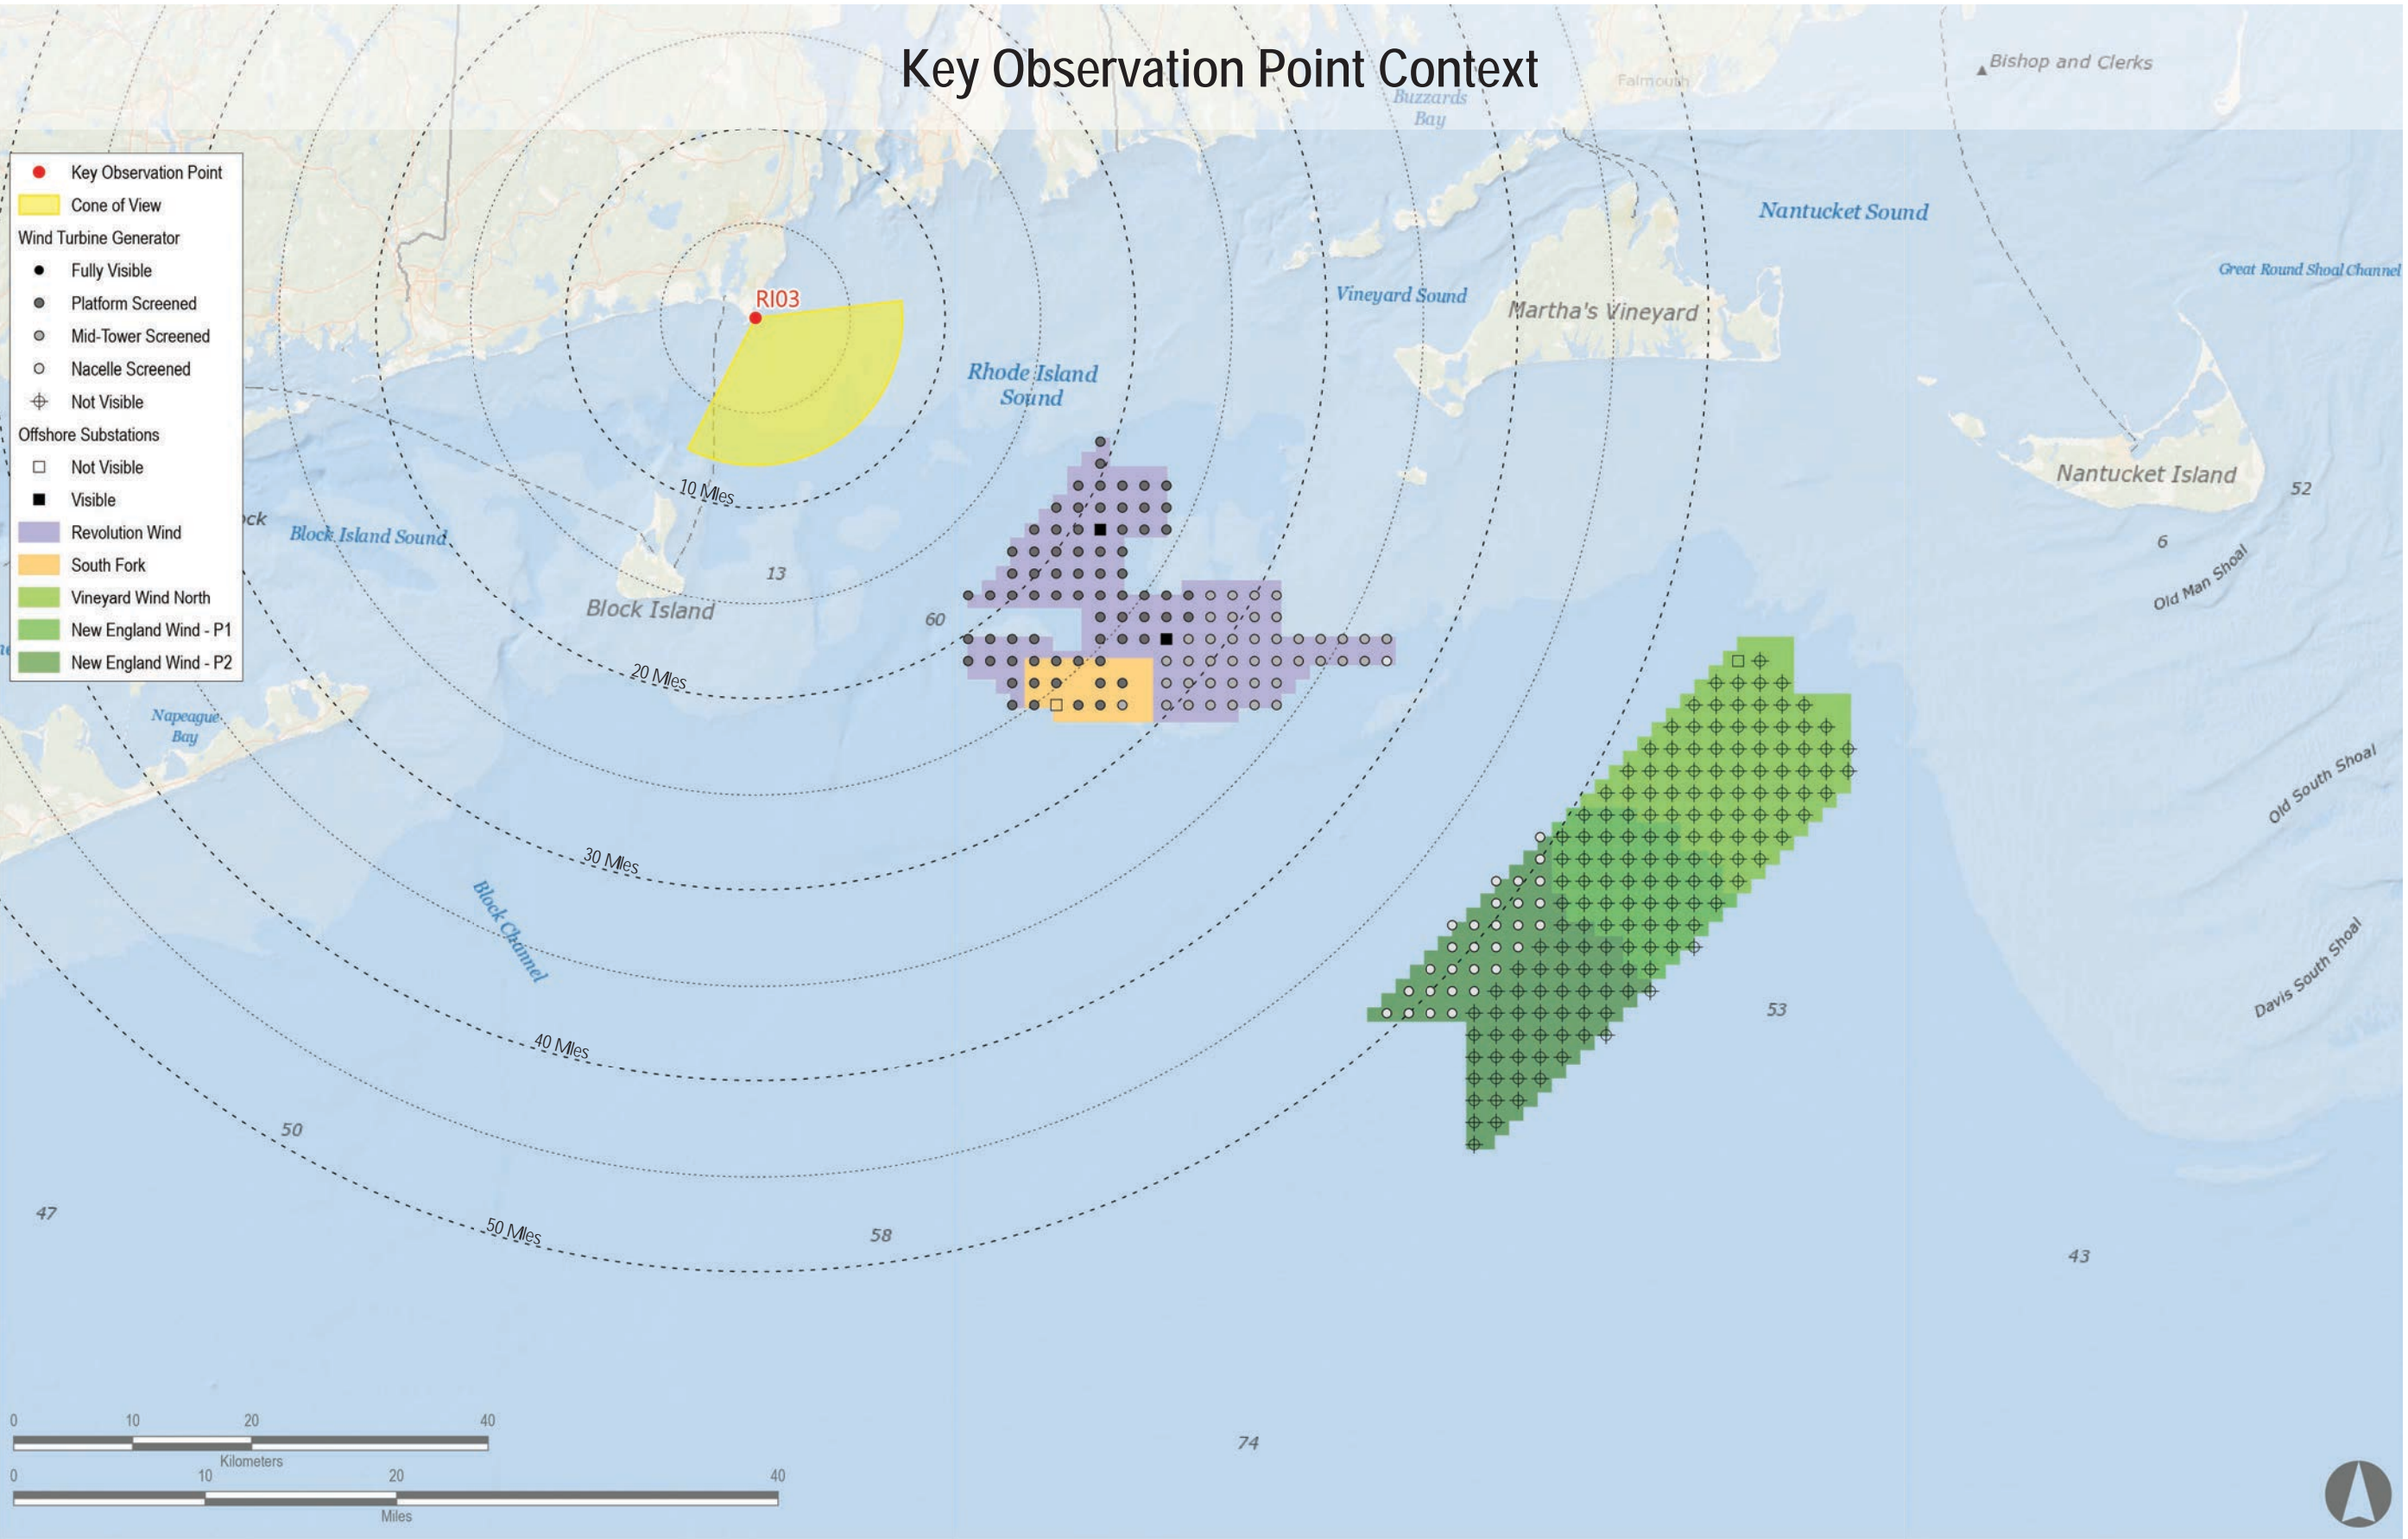 Key Observation Point Context
Bishop and Clerks
Falmouth
Buzzards
Bay
Key Observation Point
Cone of View
Wind Turbine Generator
Fully Visible
Platform Screened
Mid-Tower Screened
Nacelle Screened
Not Visible
Offshore Substations
Not Visible
Visible
Revolution Wind
South Fork
Vineyard Wind North
New England Wind - P1
New England Wind - P2
Nantucket Sound
Great Round Shoal Channel
RI03
Vineyard Sound
Martha's Vineyard
Rhode Island
Sound
Nantucket Island
52
10 Miles
ock
Block Island Sound
6
Old Man Shoal
13
Block Island
60
20 Miles
Napeague
Bay
Old South Shoal
30 Miles
Block Channel
Davis South Shoal
53
40 Miles
50
47
50 Miles
58
43
74
0 10 20 40
Kilometers
0 10 20 40
Miles